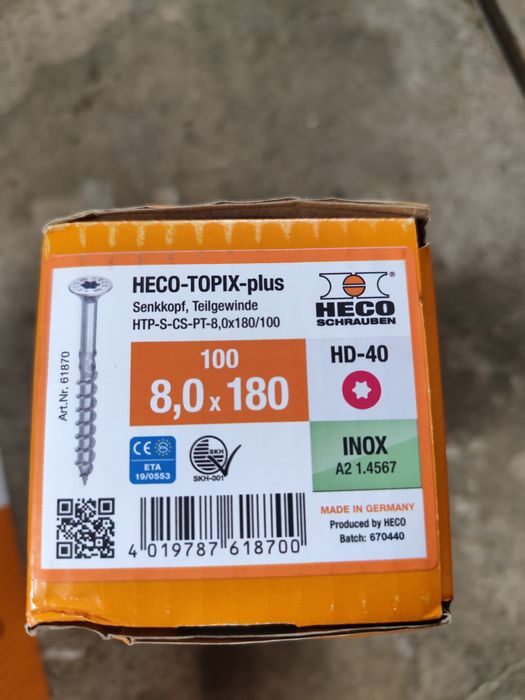 HECO-TOPIX-plus
Senkkopf, Teilgewinde
HTP-S-CS-PT-8,0x180/100
HECO®
SCHRAUBEN
Art.Nr. 61870
100
8,0 x 180
HD-40
CE
ETA
19/0553
SKH
SKH-001
INOX
A2 1.4567
4 019787 618700
MADE IN GERMANY
Produced by HECO
Batch: 670440